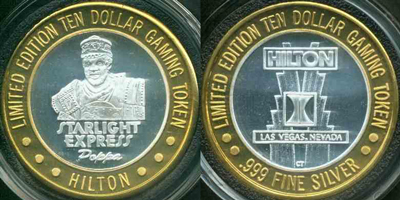 LIMITED EDITION TEN DOLLAR GAMING TOKEN
STARLIGHT
EXPRESS
Poppa
HILTON
LIMITED EDITION TEN DOLLAR GAMING TOKEN
HILTON
LAS VEGAS, NEVADA
CT
.999 FINE SILVER